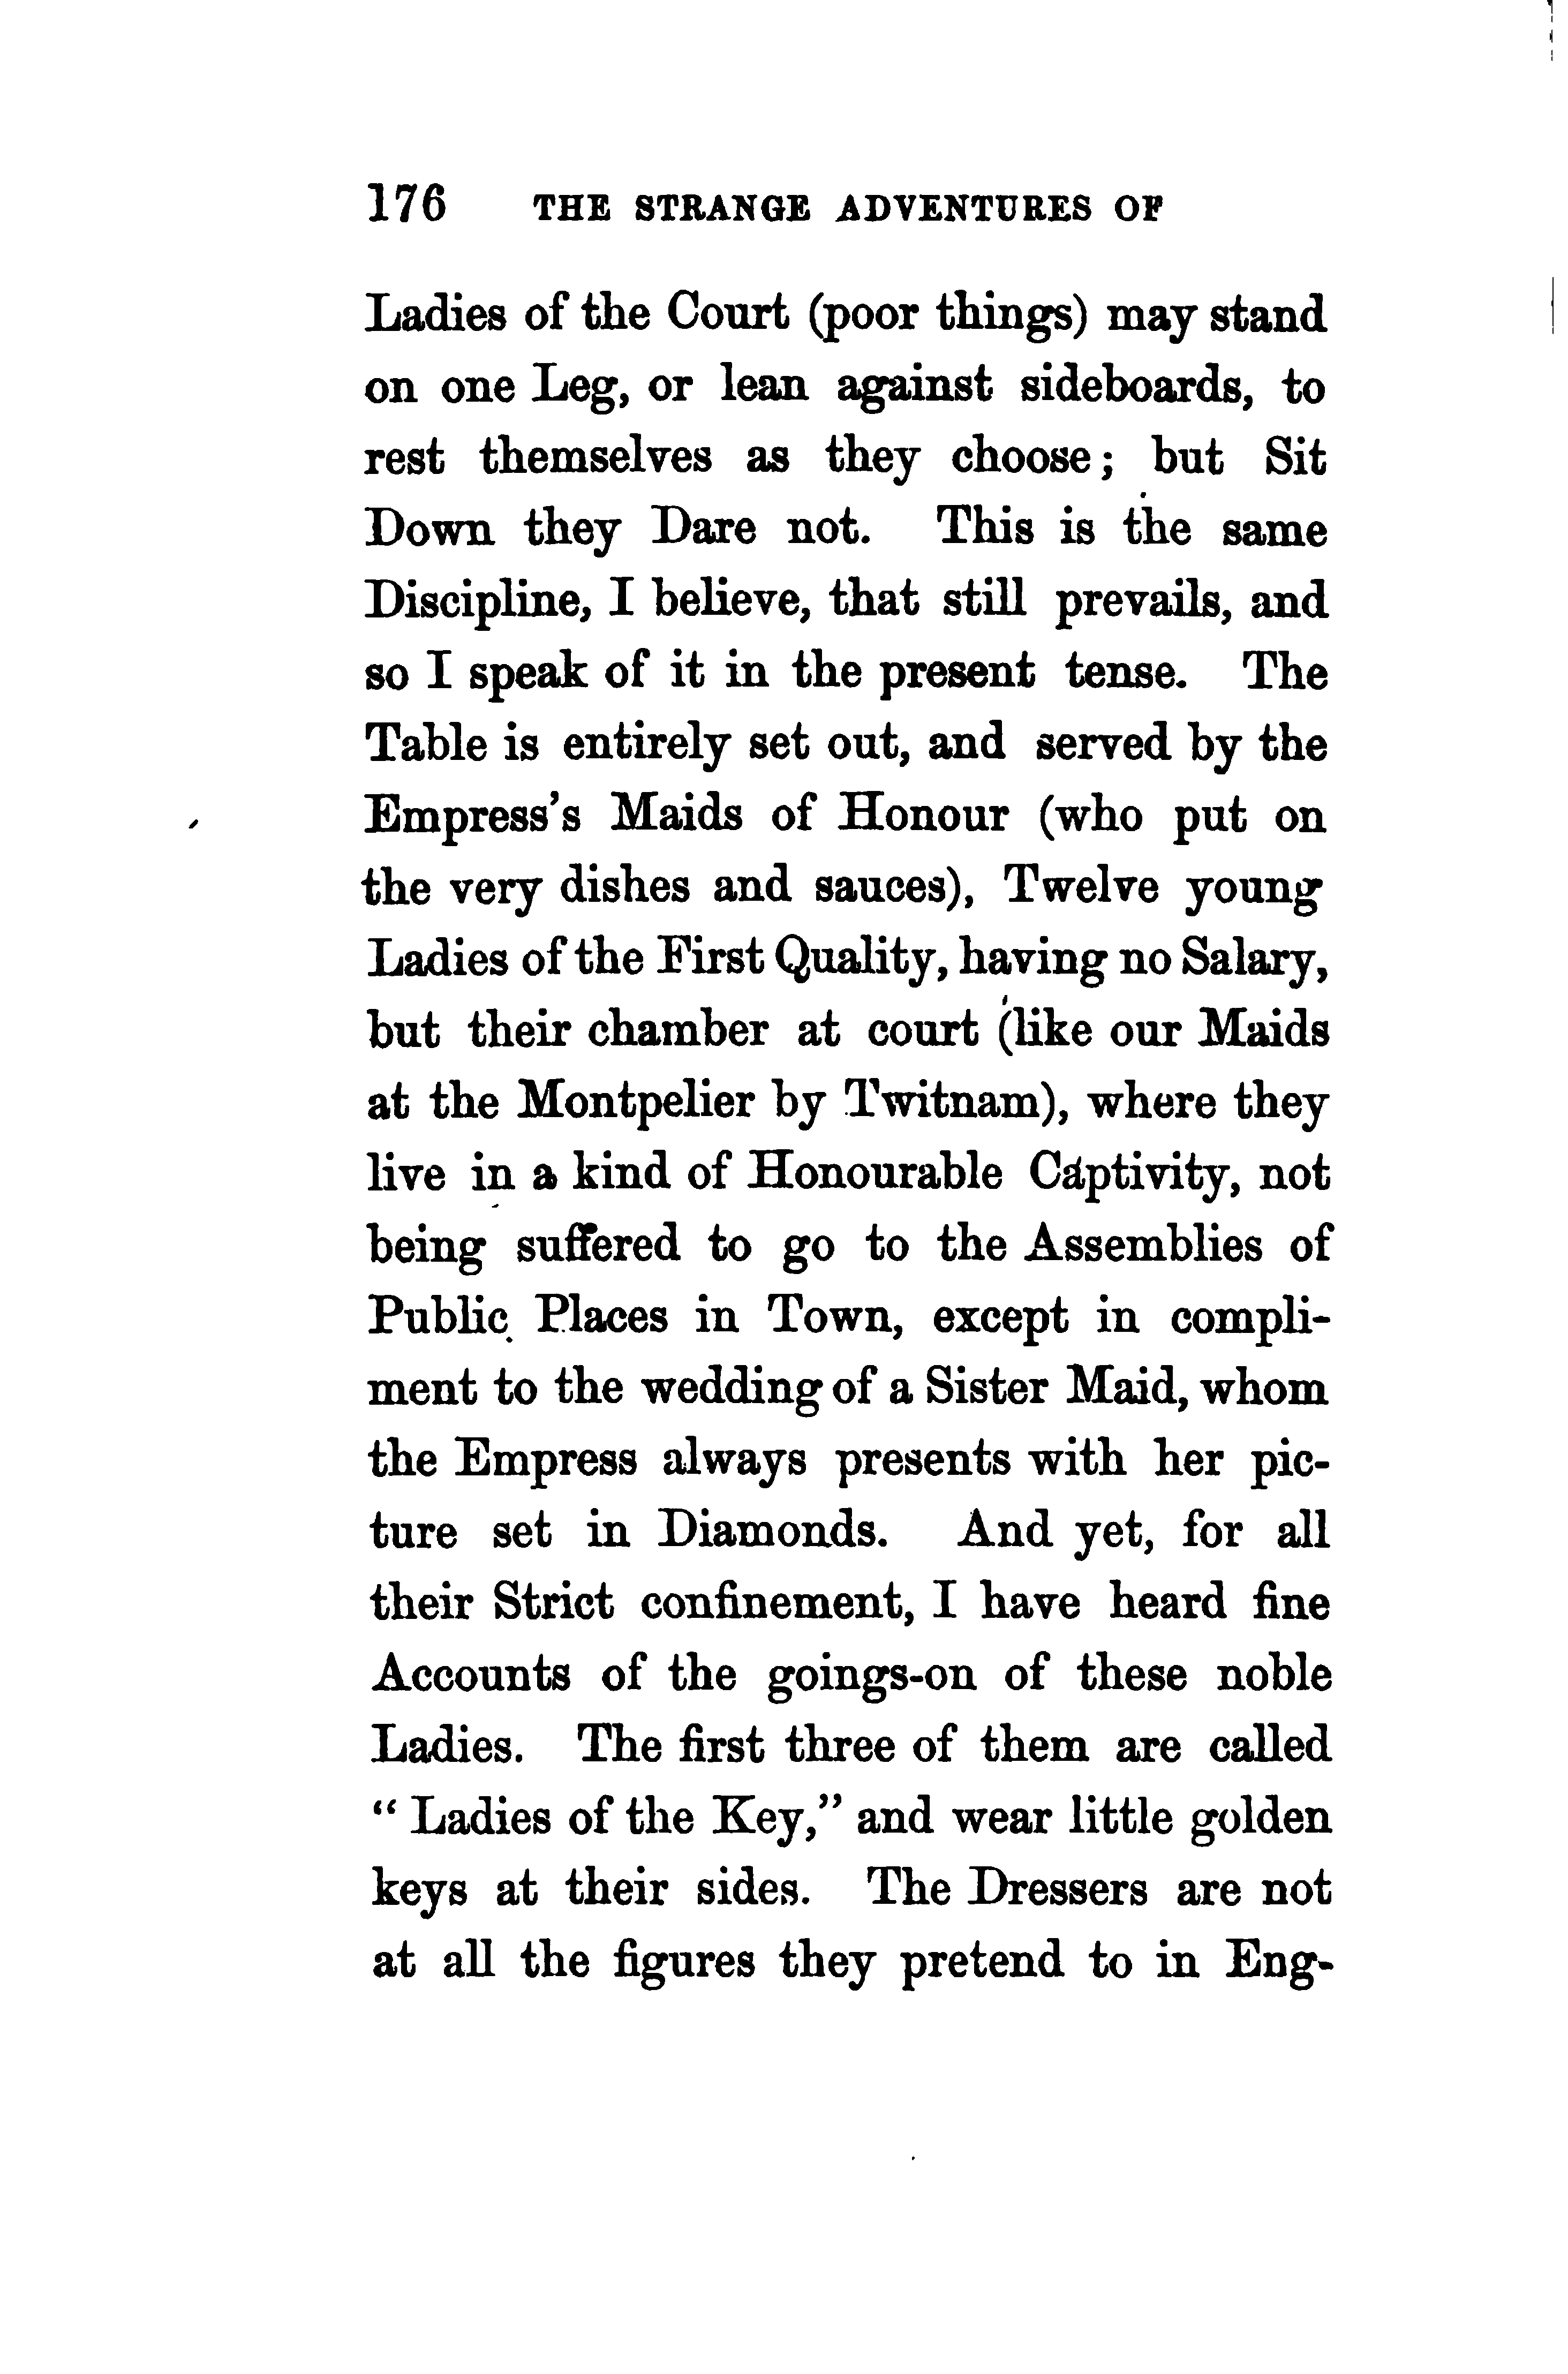 176 THE STRANGE ADVENTURES OF
Ladies of the Court (poor things) may stand
on one Leg, or lean against sideboards, to
rest themselves as they choose; but Sit
Down they Dare not. This is the same
Discipline, I believe, that still prevails, and
so I speak of it in the present tense. The
Table is entirely set out, and served by the
Empress's Maids of Honour (who put on
the very dishes and sauces), Twelve young
Ladies of the First Quality, having no Salary,
but their chamber at court (like our Maids
at the Montpelier by Twitnam), where they
live in a kind of Honourable Captivity, not
being suffered to go to the Assemblies of
Public Places in Town, except in compli-
ment to the wedding of a Sister Maid, whom
the Empress always presents with her pic-
ture set in Diamonds. And yet, for all
their Strict confinement, I have heard fine
Accounts of the goings-on of these noble
Ladies. The first three of them are called
"Ladies of the Key," and wear little golden
keys at their sides. The Dressers are not
at all the figures they pretend to in Eng-